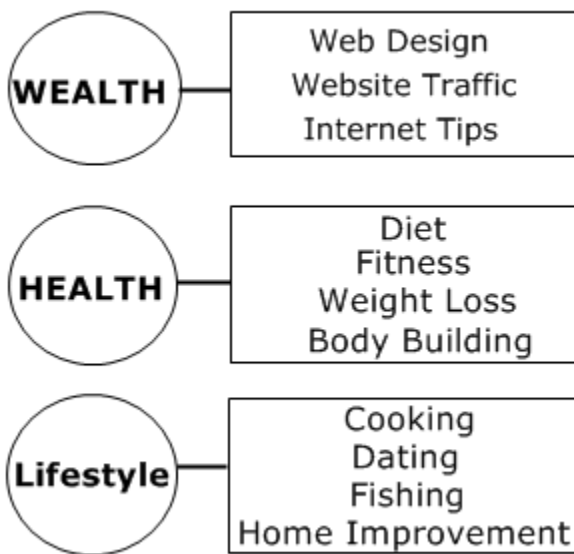 WEALTH
Web Design
Website Traffic
Internet Tips
HEALTH
Diet
Fitness
Weight Loss
Body Building
Lifestyle
Cooking
Dating
Fishing
Home Improvement